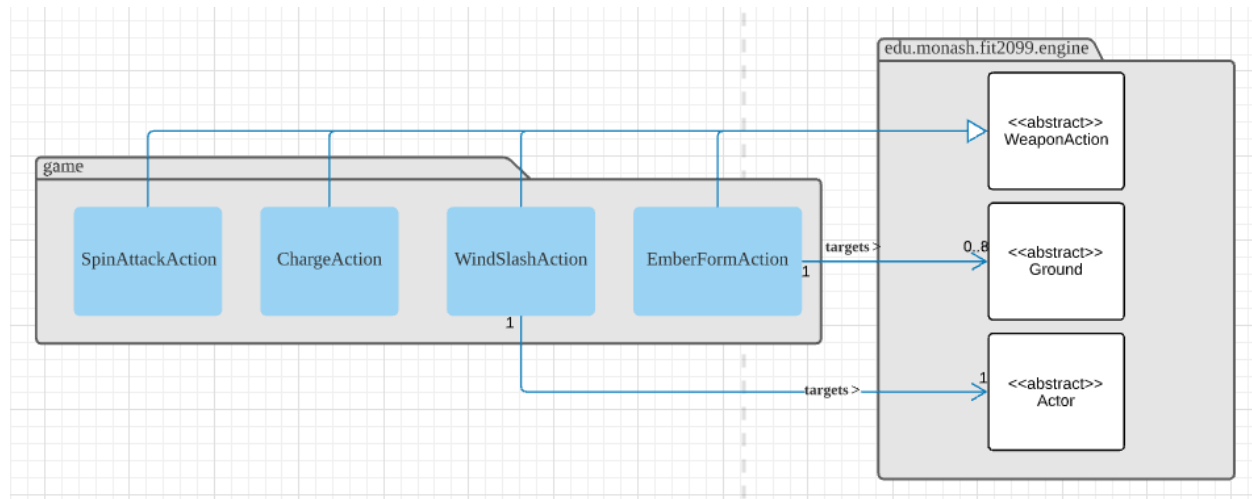 edu.monash.fit2099.engine
<<abstract>>
WeaponAction
game
SpinAttackAction
ChargeAction
WindSlashAction
EmberFormAction
targets >
0..8
1
<<abstract>>
Ground
1
targets >
1
<<abstract>>
Actor